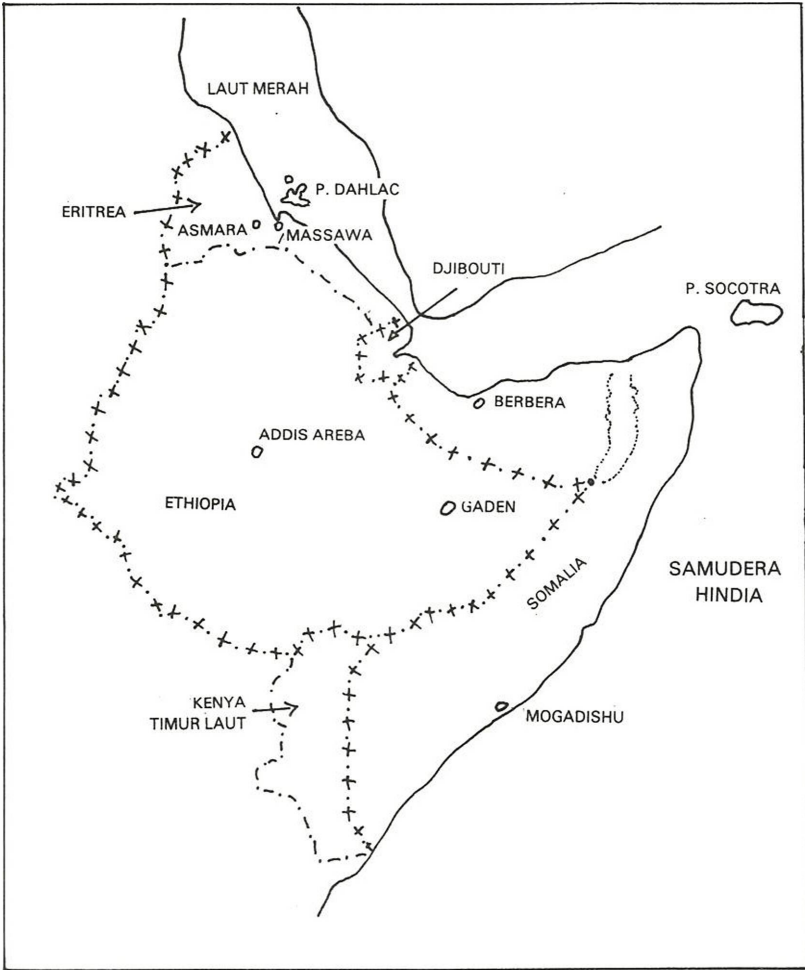 LAUT MERAH
P. DAHLAC
ERITREA
ASMARA
MASSAWA
DJIBOUTI
P. SOCOTRA
BERBERA
ADDIS AREBA
ETHIOPIA
GADEN
SOMALIA
SAMUDERA
HINDIA
KENYA
TIMUR LAUT
MOGADISHU